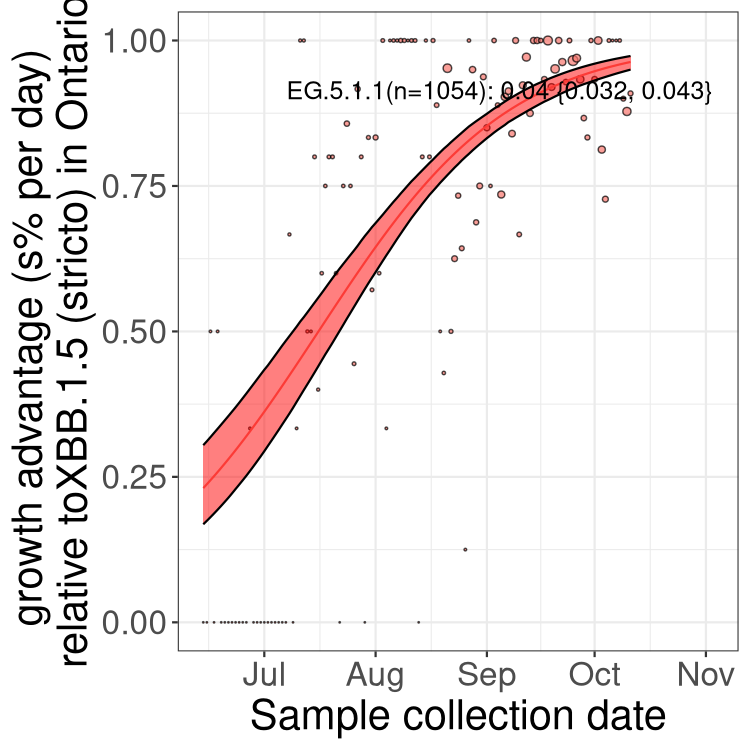 growth advantage (s% per day)
relative toXBB.1.5 (stricto) in Ontario
1.00
0.75
0.50
0.25
0.00
EG.5.1.1(n=1054): 0.04 {0.032, 0.043}
Jul Aug Sep Oct Nov
Sample collection date